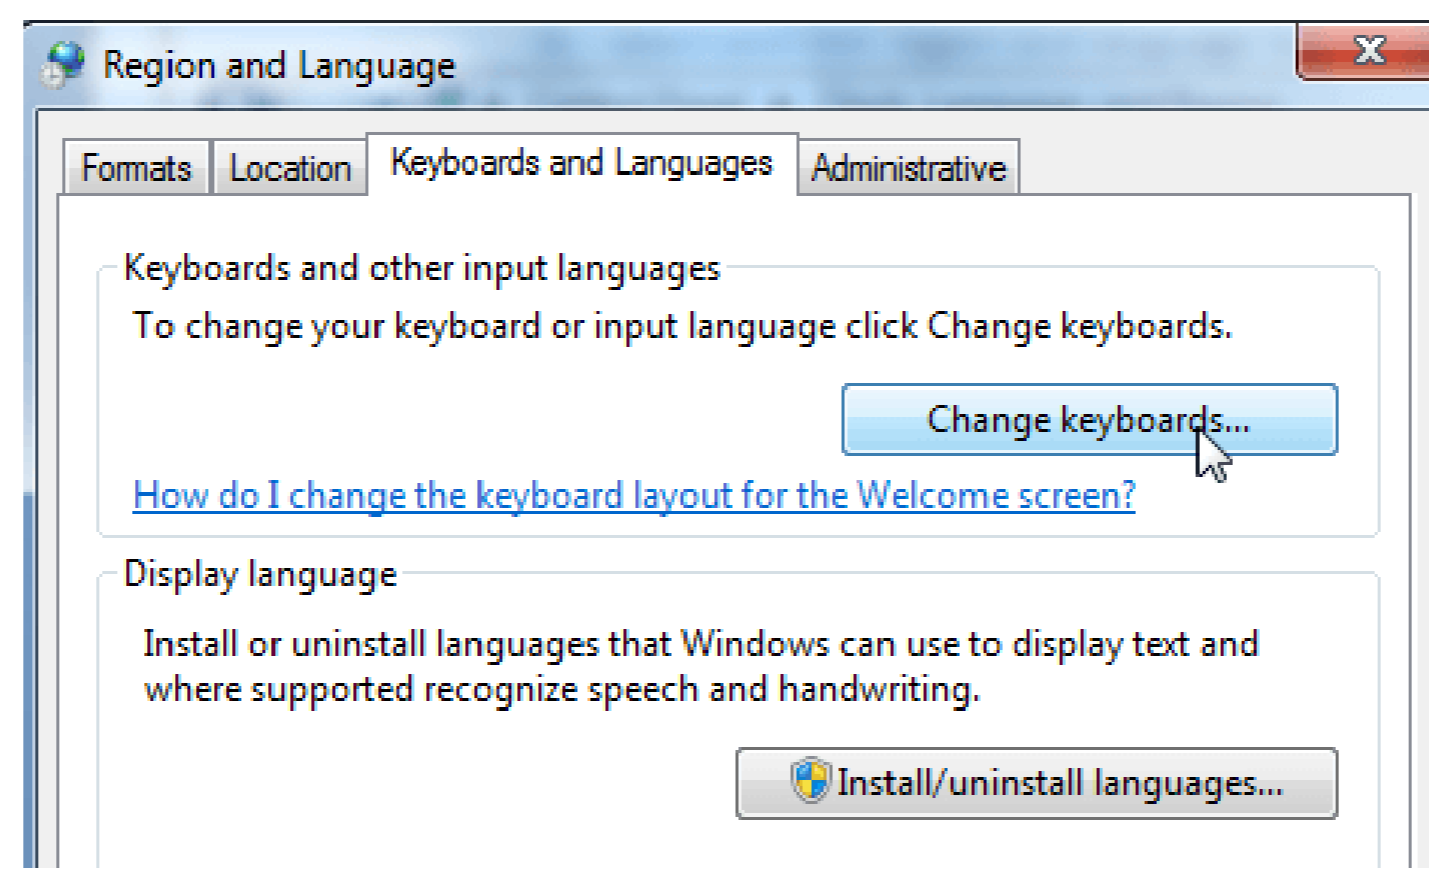 Region and Language
Formats
Location
Keyboards and Languages
Administrative
Keyboards and other input languages
To change your keyboard or input language click Change keyboards.
Change keyboards...
How do I change the keyboard layout for the Welcome screen?
Display language
Install or uninstall languages that Windows can use to display text and
where supported recognize speech and handwriting.
Install/uninstall languages...